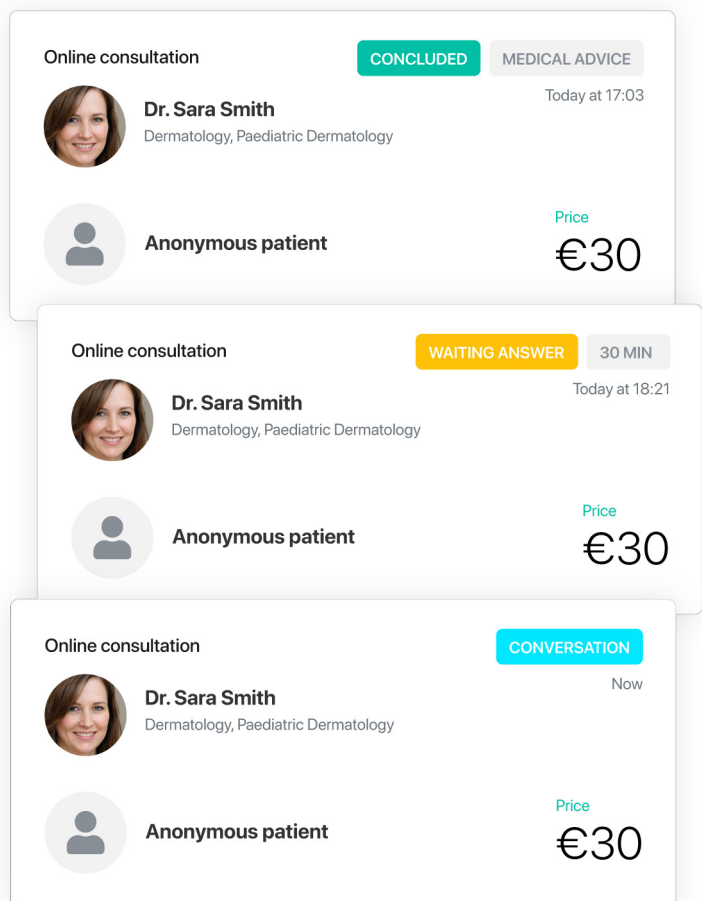 Online consultation
CONCLUDED
MEDICAL ADVICE
Today at 17:03
Dr. Sara Smith
Dermatology, Paediatric Dermatology
Anonymous patient
Price
€30
Online consultation
WAITING ANSWER
30 MIN
Today at 18:21
Dr. Sara Smith
Dermatology, Paediatric Dermatology
Anonymous patient
Price
€30
Online consultation
CONVERSATION
Now
Dr. Sara Smith
Dermatology, Paediatric Dermatology
Anonymous patient
Price
€30